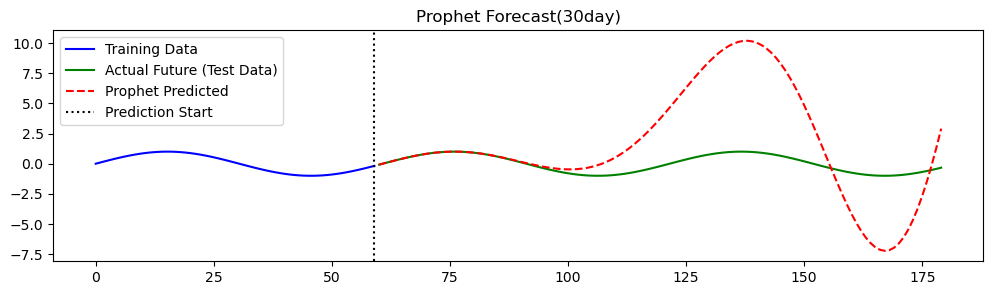 Prophet Forecast(30day)
Training Data
Actual Future (Test Data)
Prophet Predicted
Prediction Start
10.0
7.5
5.0
2.5
0.0
−2.5
−5.0
−7.5
0 25 50 75 100 125 150 175